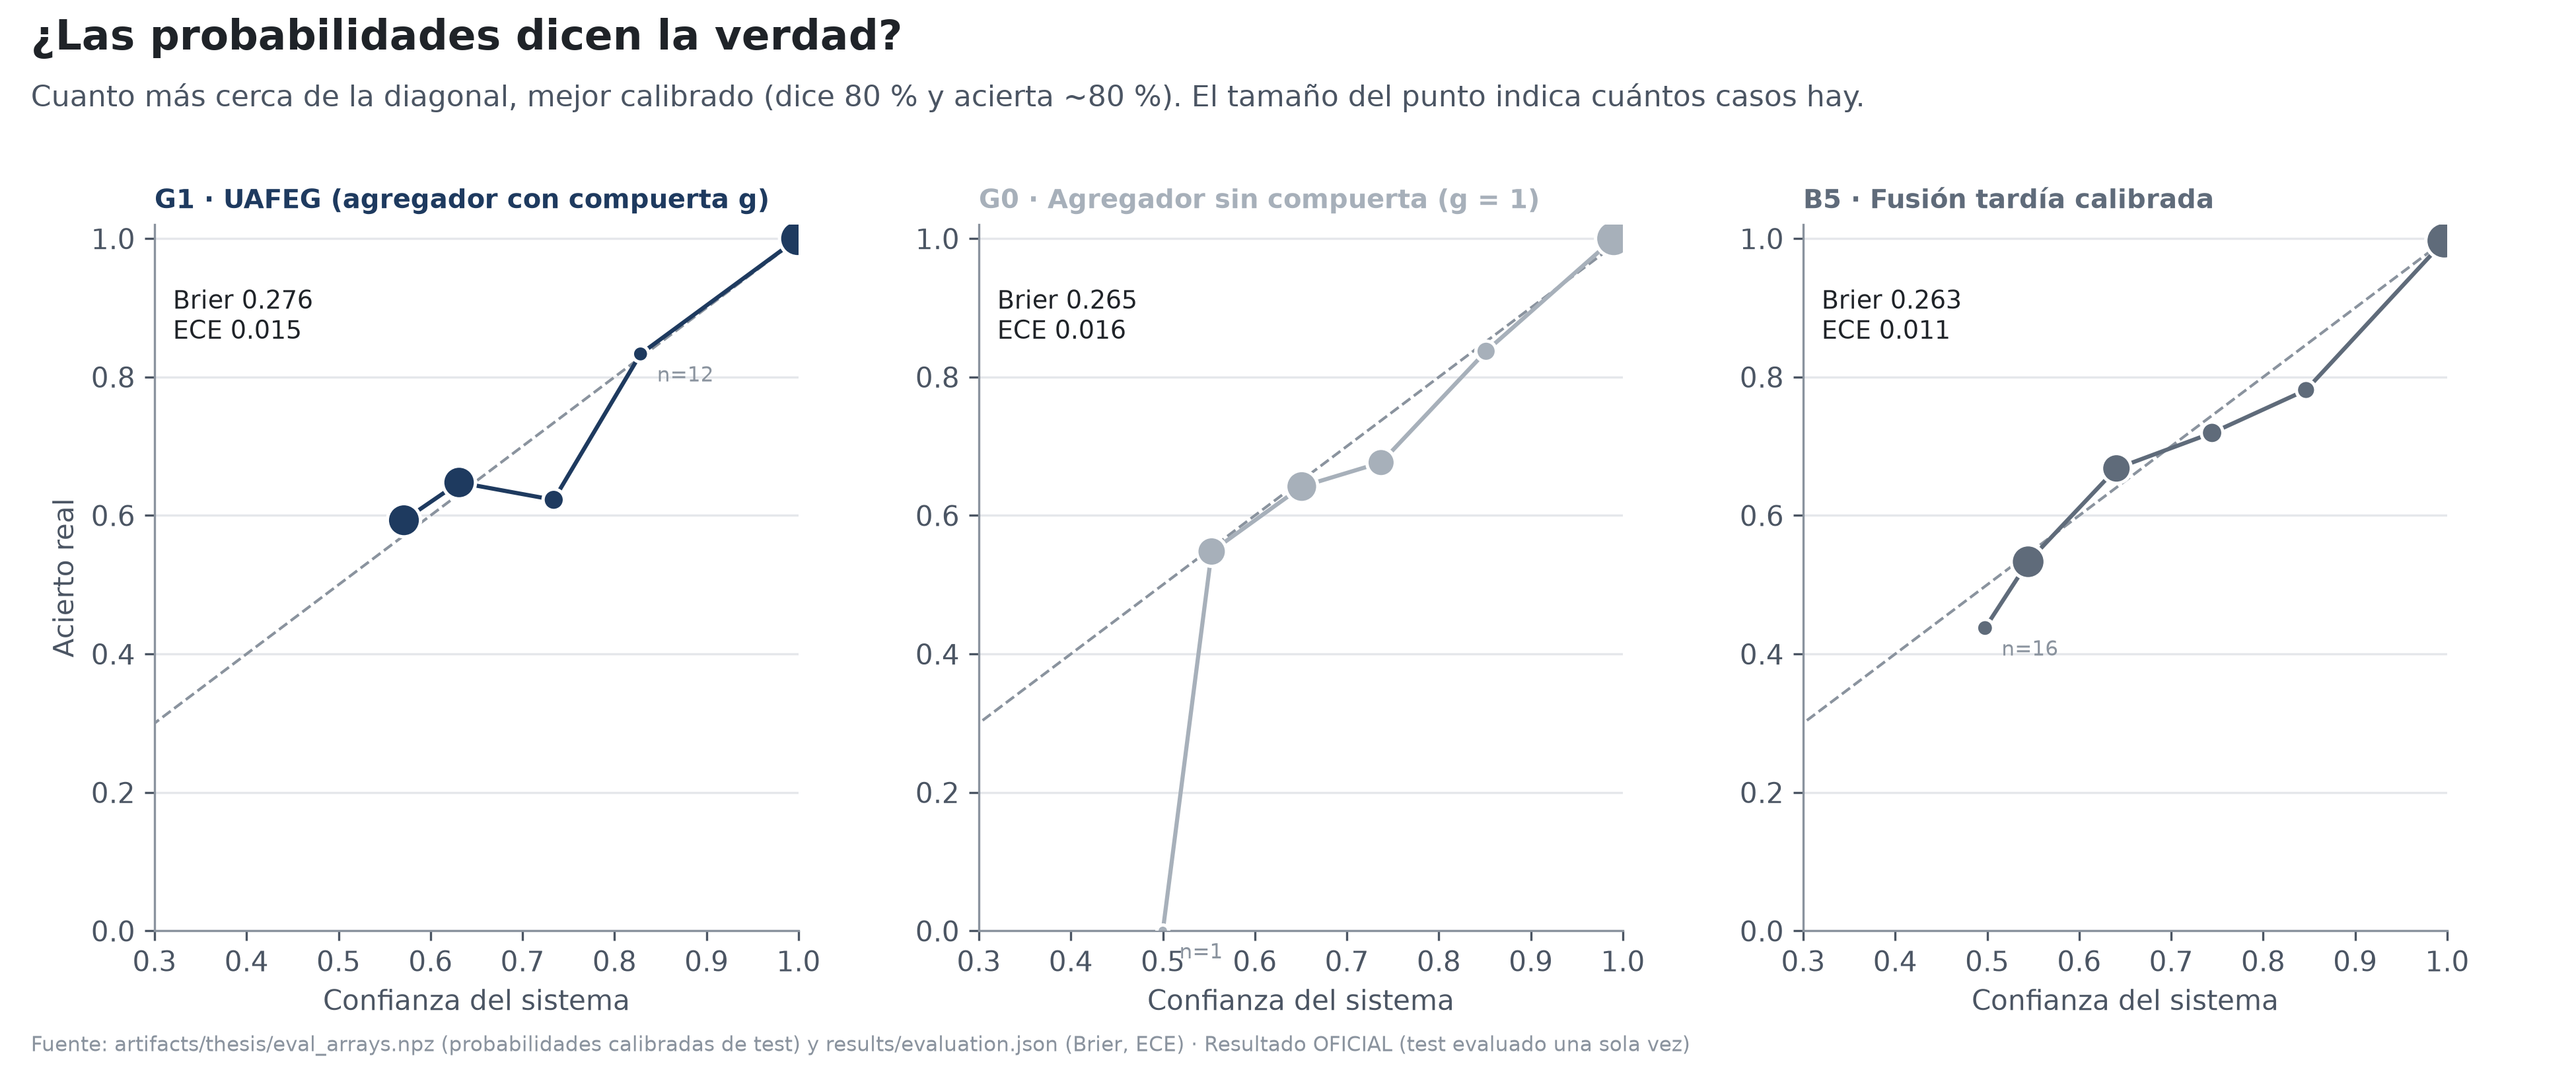 ¿Las probabilidades dicen la verdad?
Cuanto más cerca de la diagonal, mejor calibrado (dice 80 % y acierta ~80 %). El tamaño del punto indica cuántos casos hay.
G1 · UAFEG (agregador con compuerta g)
1.0
0.8
0.6
0.4
0.2
0.0
Acierto real
Brier 0.276
ECE 0.015
n=12
0.3 0.4 0.5 0.6 0.7 0.8 0.9 1.0
Confianza del sistema
G0 · Agregador sin compuerta (g = 1)
1.0
0.8
0.6
0.4
0.2
0.0
Brier 0.265
ECE 0.016
n=1
0.3 0.4 0.5 0.6 0.7 0.8 0.9 1.0
Confianza del sistema
B5 · Fusión tardía calibrada
1.0
0.8
0.6
0.4
0.2
0.0
Brier 0.263
ECE 0.011
n=16
0.3 0.4 0.5 0.6 0.7 0.8 0.9 1.0
Confianza del sistema
Fuente: artifacts/thesis/eval_arrays.npz (probabilidades calibradas de test) y results/evaluation.json (Brier, ECE) · Resultado OFICIAL (test evaluado una sola vez)